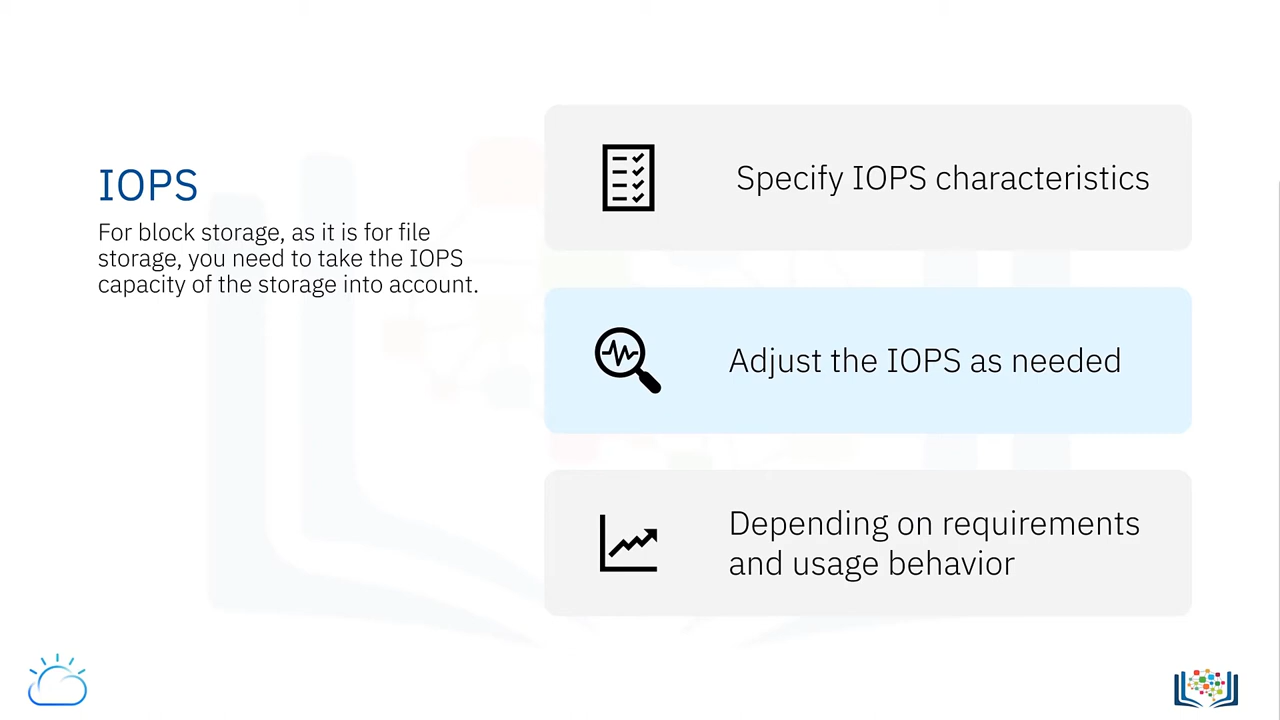 IOPS
For block storage, as it is for file
storage, you need to take the IOPS
capacity of the storage into account.
Specify IOPS characteristics
Adjust the IOPS as needed
Depending on requirements
and usage behavior